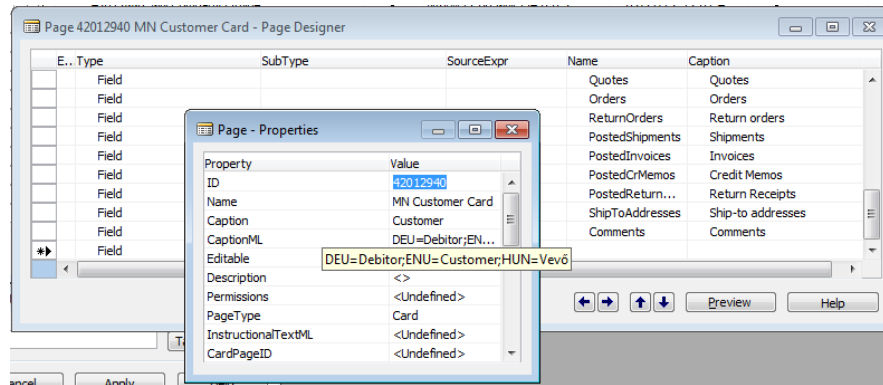 Page 42012940 MN Customer Card - Page Designer
E.. Type SubType SourceExpr Name Caption
Field Quotes Quotes
Field Orders Orders
Field ReturnOrders Return orders
Field PostedShipments Shipments
Field PostedInvoices Invoices
Field PostedCrMemos Credit Memos
Field PostedReturn... Return Receipts
Field ShipToAddresses Ship-to addresses
Field Comments Comments
Field
Page - Properties
Property Value
ID 42012940
Name MN Customer Card
Caption Customer
CaptionML DEU=Debitor;EN...
Editable
DEU=Debitor;ENU=Customer;HUN=Vevő
Description <>
Permissions <Undefined>
PageType Card
InstructionalTextML <Undefined>
CardPageID <Undefined>
Preview Help
Apply